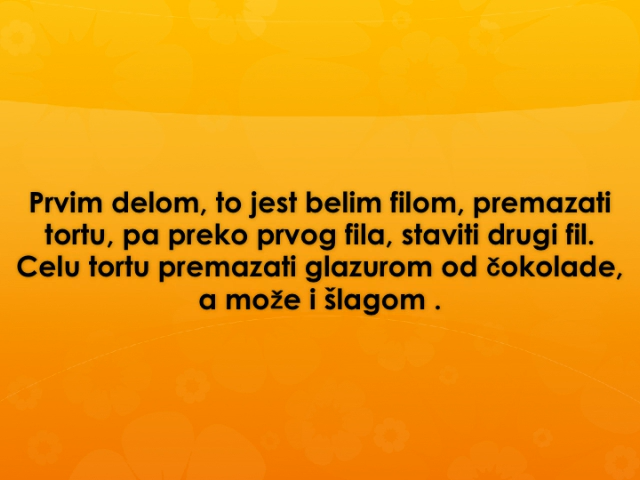 Prvim delom, to jest belim filom, premazati
tortu, pa preko prvog fila, staviti drugi fil.
Celu tortu premazati glazurom od čokolade,
a može i šlagom .